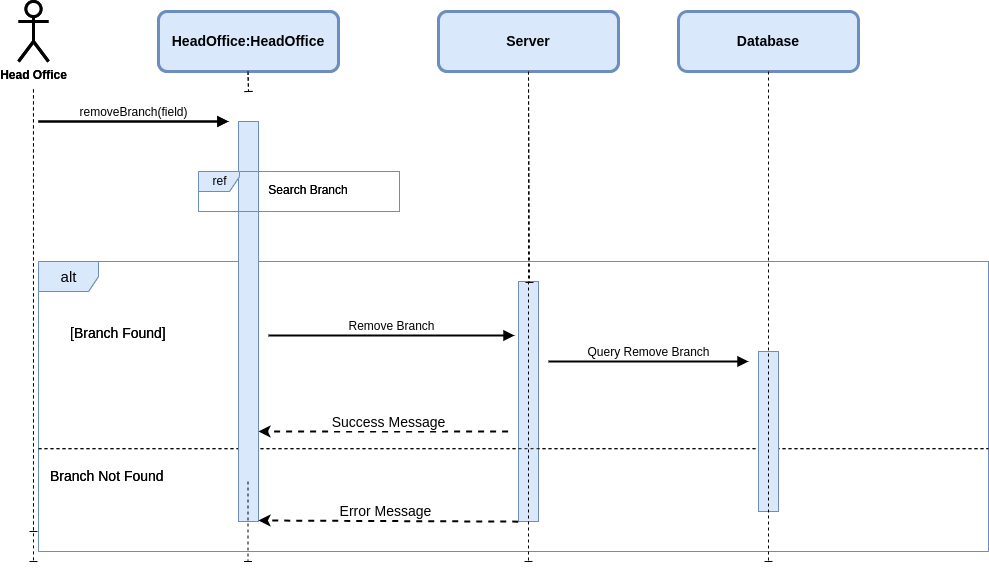 HeadOffice:HeadOffice
Server
Database
Head Office
removeBranch(field)
ref
Search Branch
alt
[Branch Found]
Remove Branch
Query Remove Branch
Success Message
Branch Not Found
Error Message